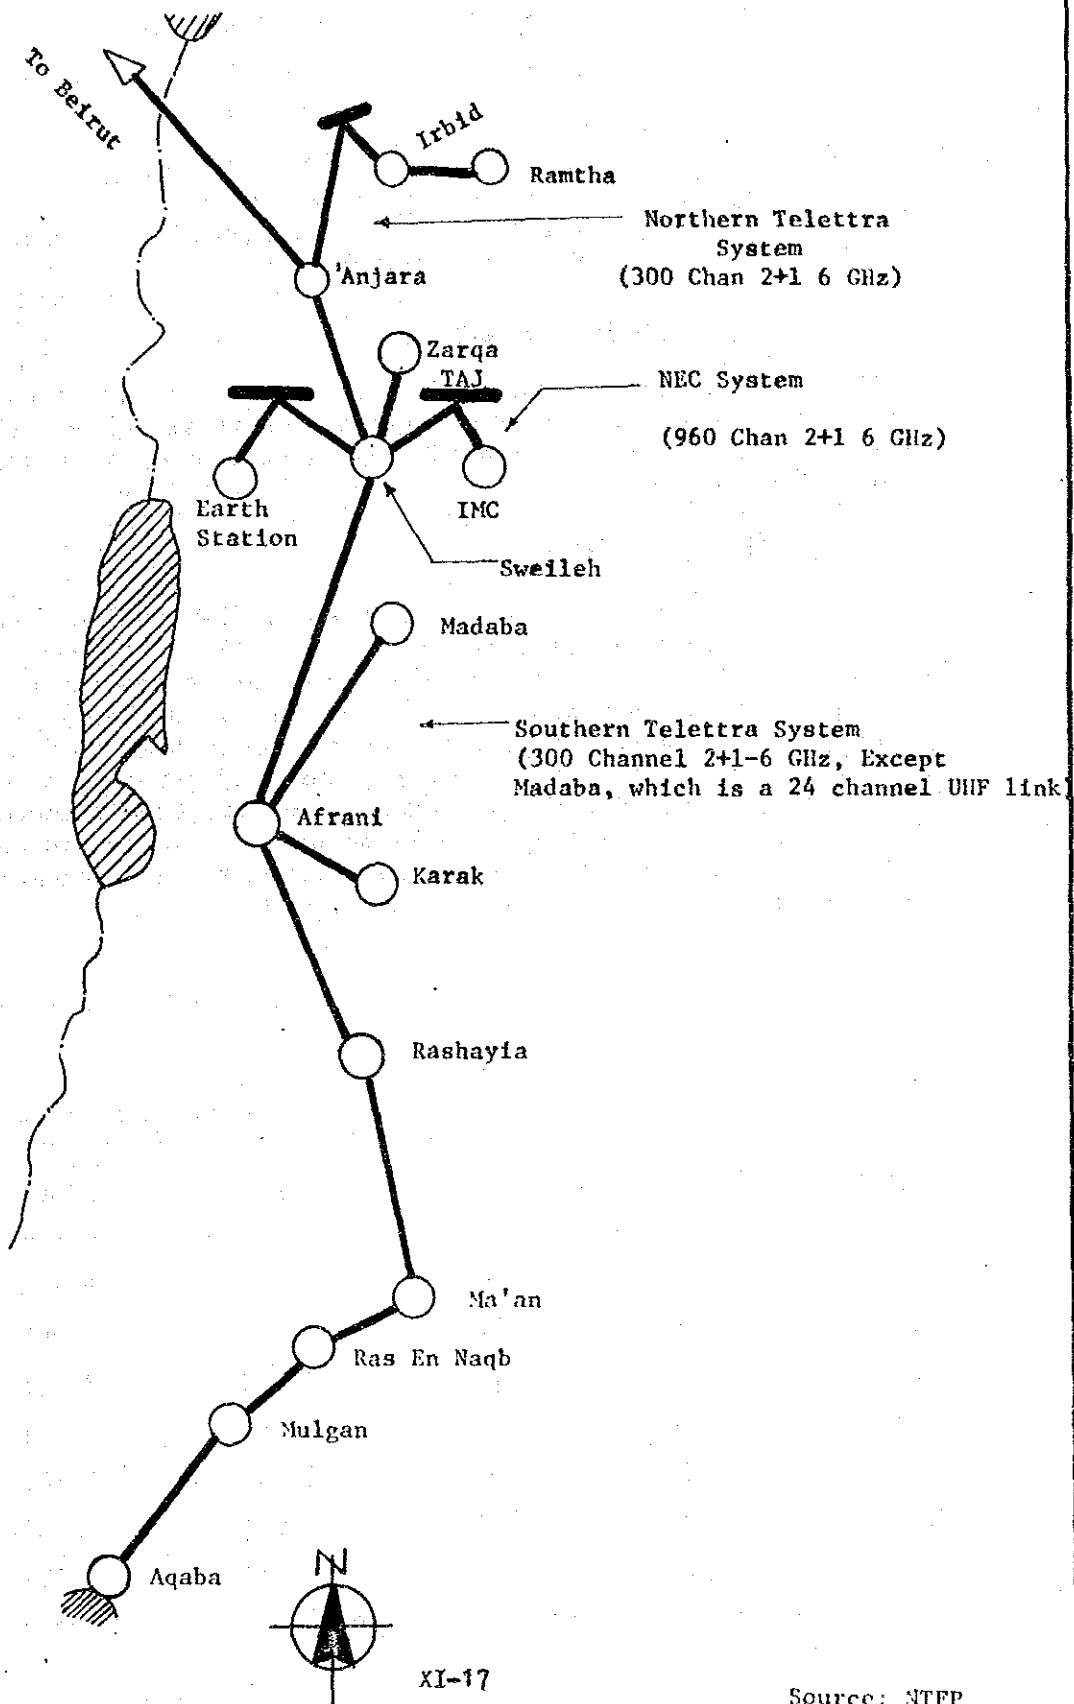 To Beirut
Irbid
Ramtha
Northern Telettra
System
(300 Chan 2+1 6 GHz)
'Anjara
Zarqa
TAJ
NEC System
(960 Chan 2+1 6 GHz)
Earth
Station
IMC
Sweileh
Madaba
Southern Telettra System
(300 Channel 2+1-6 GHz, Except
Madaba, which is a 24 channel UHF link)
Afrani
Karak
Rashayia
Ma'an
Ras En Naqb
Mulgan
Aqaba
N
XI-17
Source: NTFP